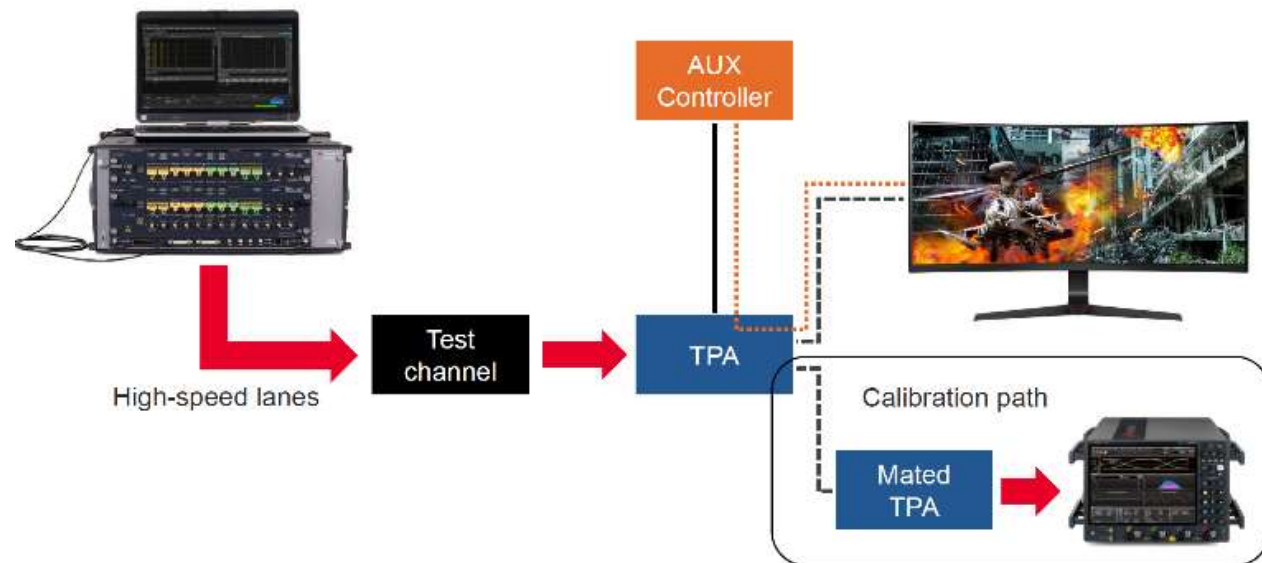 AUX
Controller
Test
channel
TPA
High-speed lanes
Calibration path
Mated
TPA